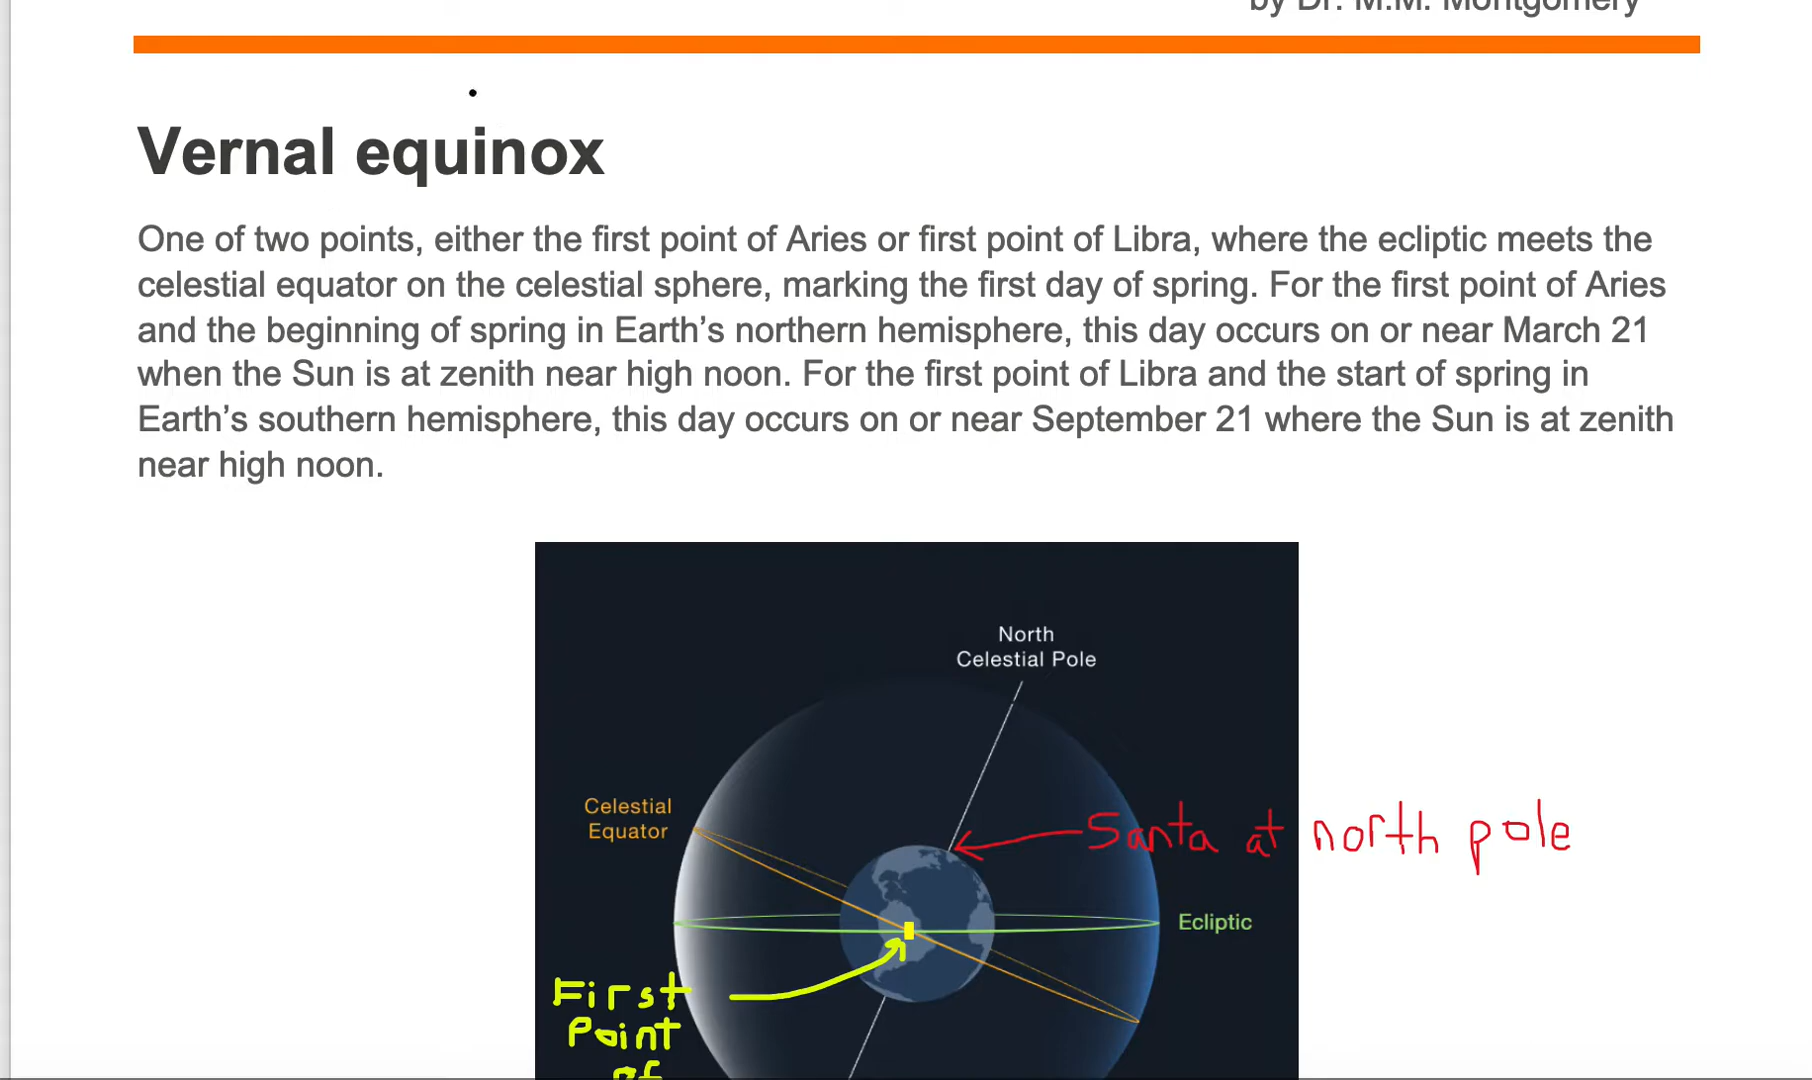 by Dr. M.M. Montgomery
Vernal equinox
One of two points, either the first point of Aries or first point of Libra, where the ecliptic meets the
celestial equator on the celestial sphere, marking the first day of spring. For the first point of Aries
and the beginning of spring in Earth’s northern hemisphere, this day occurs on or near March 21
when the Sun is at zenith near high noon. For the first point of Libra and the start of spring in
Earth’s southern hemisphere, this day occurs on or near September 21 where the Sun is at zenith
near high noon.
North
Celestial Pole
Celestial
Equator
Santa at north pole
Ecliptic
First
Point
of